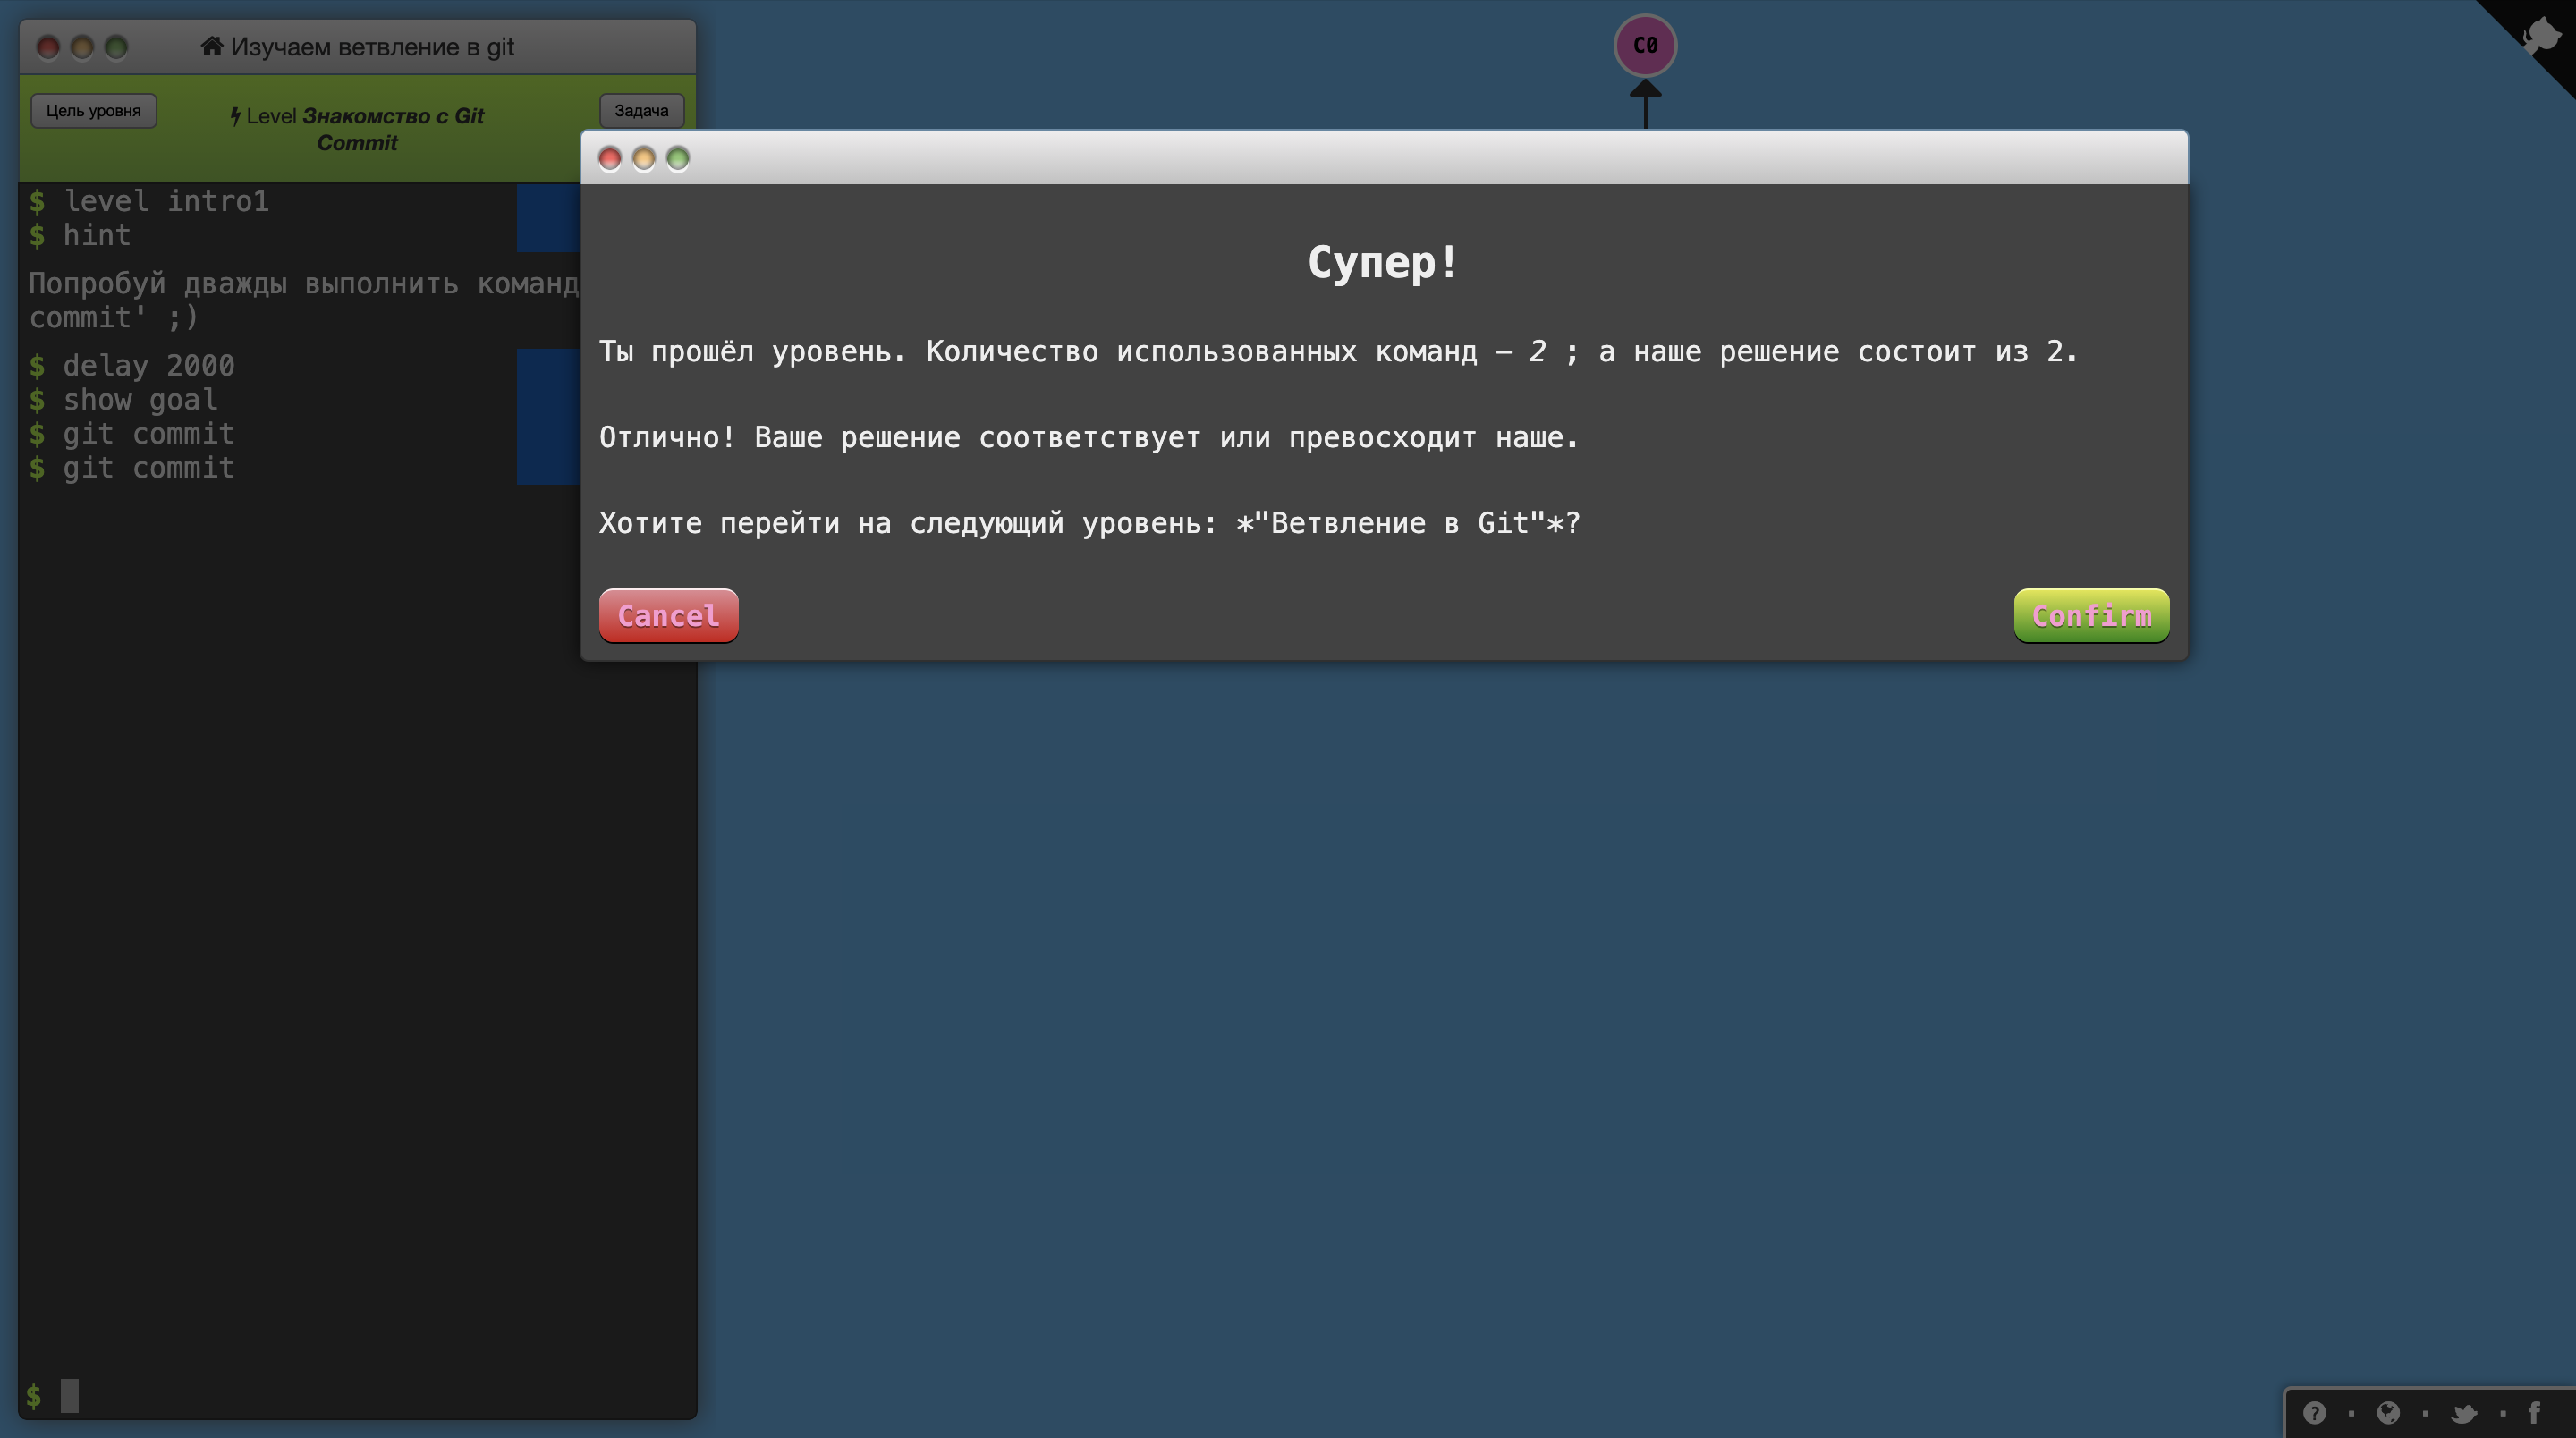 Изучаем ветвление в git
Цель уровня
Level Знакомство с Git
Commit
Задача
C0
$ level intro1
$ hint
Попробуй дважды выполнить команд
commit' ;)
$ delay 2000
$ show goal
$ git commit
$ git commit
$
Супер!
Ты прошёл уровень. Количество использованных команд – 2 ; а наше решение состоит из 2.
Отлично! Ваше решение соответствует или превосходит наше.
Хотите перейти на следующий уровень: *"Ветвление в Git"*?
Cancel
Confirm